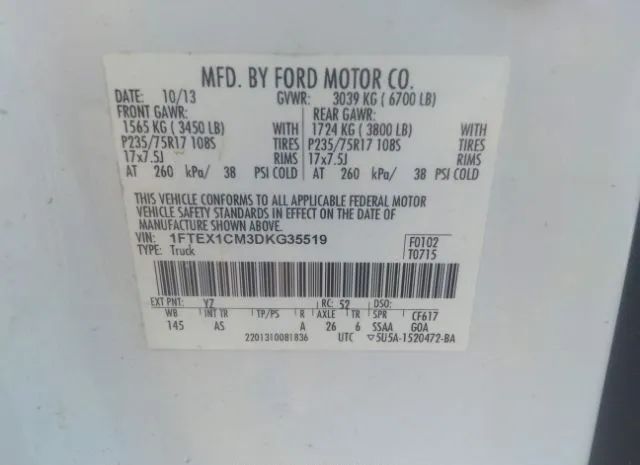 MFD. BY FORD MOTOR CO.
DATE: 10/13 GVWR: 3039 KG ( 6700 LB)
FRONT GAWR: REAR GAWR:
1565 KG ( 3450 LB) WITH 1724 KG ( 3800 LB) WITH
P235/75R17 108S TIRES P235/75R17 108S TIRES
17x7.5J RIMS 17x7.5J RIMS
AT 260 kPa/ 38 PSI COLD AT 260 kPa/ 38 PSI COLD
THIS VEHICLE CONFORMS TO ALL APPLICABLE FEDERAL MOTOR
VEHICLE SAFETY STANDARDS IN EFFECT ON THE DATE OF
MANUFACTURE SHOWN ABOVE.
VIN: 1FTEX1CM3DKG35519 F0102
TYPE: Truck T0715
EXT PNT: YZ RC: 52 DSO:
WB INT TR TP/PS R AXLE TR SPR CF617
145 AS A 26 6 SSAA GOA
2201310081836 UTC 5U5A-1520472-BA